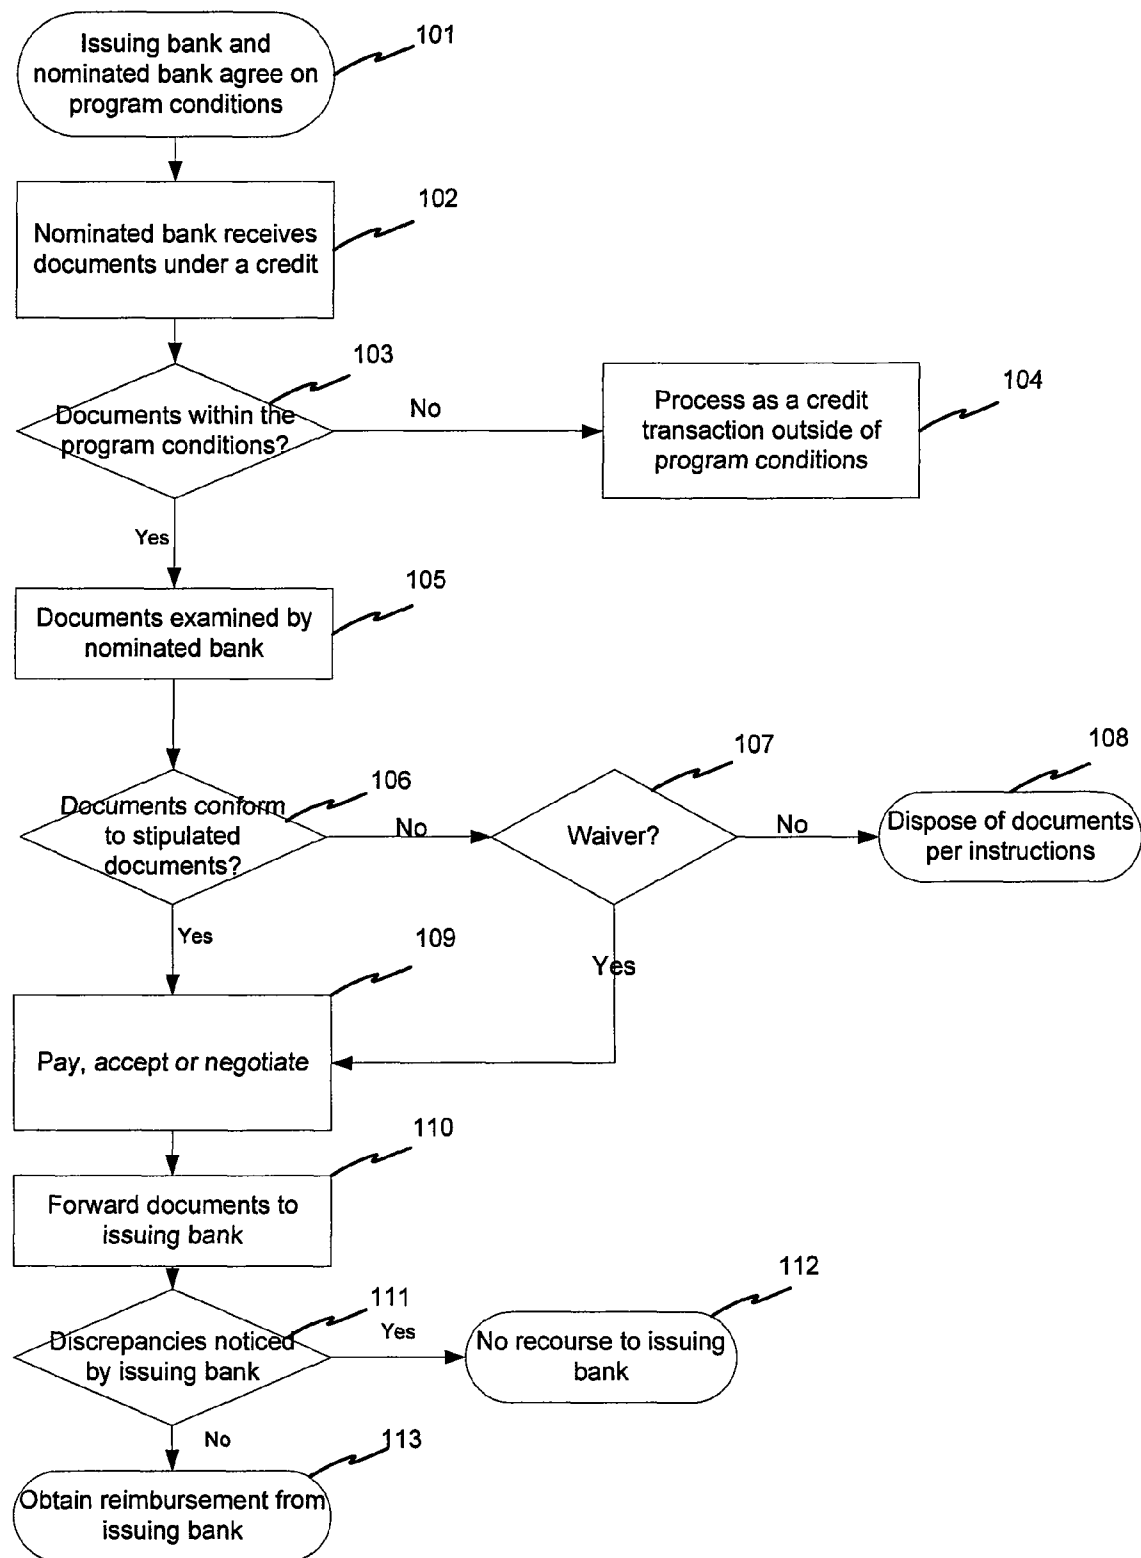 Issuing bank and
nominated bank agree on
program conditions
101
Nominated bank receives
documents under a credit
102
Documents within the
program conditions?
103
No
Process as a credit
transaction outside of
program conditions
104
Yes
Documents examined by
nominated bank
105
Documents conform
to stipulated
documents?
106
No
Waiver?
107
No
Dispose of documents
per instructions
108
Yes
Yes
Pay, accept or negotiate
109
Forward documents to
issuing bank
110
Discrepancies noticed
by issuing bank
111
Yes
No recourse to issuing
bank
112
No
Obtain reimbursement from
issuing bank
113